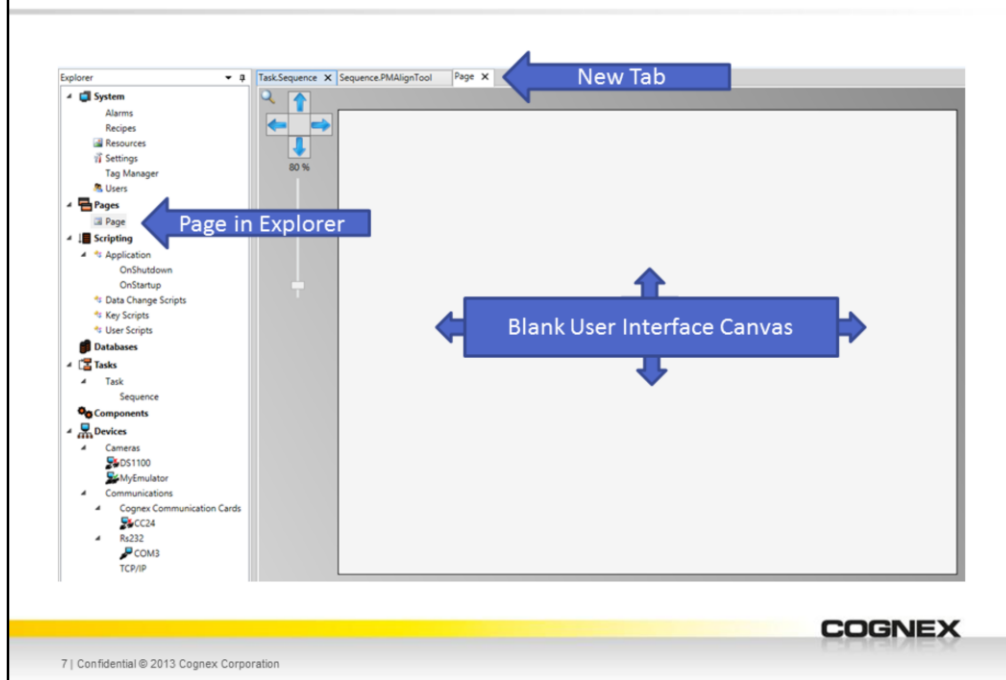 Explorer
Task.Sequence Sequence.PMAlignTool Page
New Tab
System
Alarms
Recipes
Resources
Settings
Tag Manager
Users
Pages
Page
Page in Explorer
Scripting
Application
OnShutdown
OnStartup
Data Change Scripts
Key Scripts
User Scripts
Databases
Tasks
Task
Sequence
Components
Devices
Cameras
DS1100
MyEmulator
Communications
Cognex Communication Cards
CC24
Rs232
COM3
TCP/IP
80 %
Blank User Interface Canvas
COGNEX
7 | Confidential © 2013 Cognex Corporation